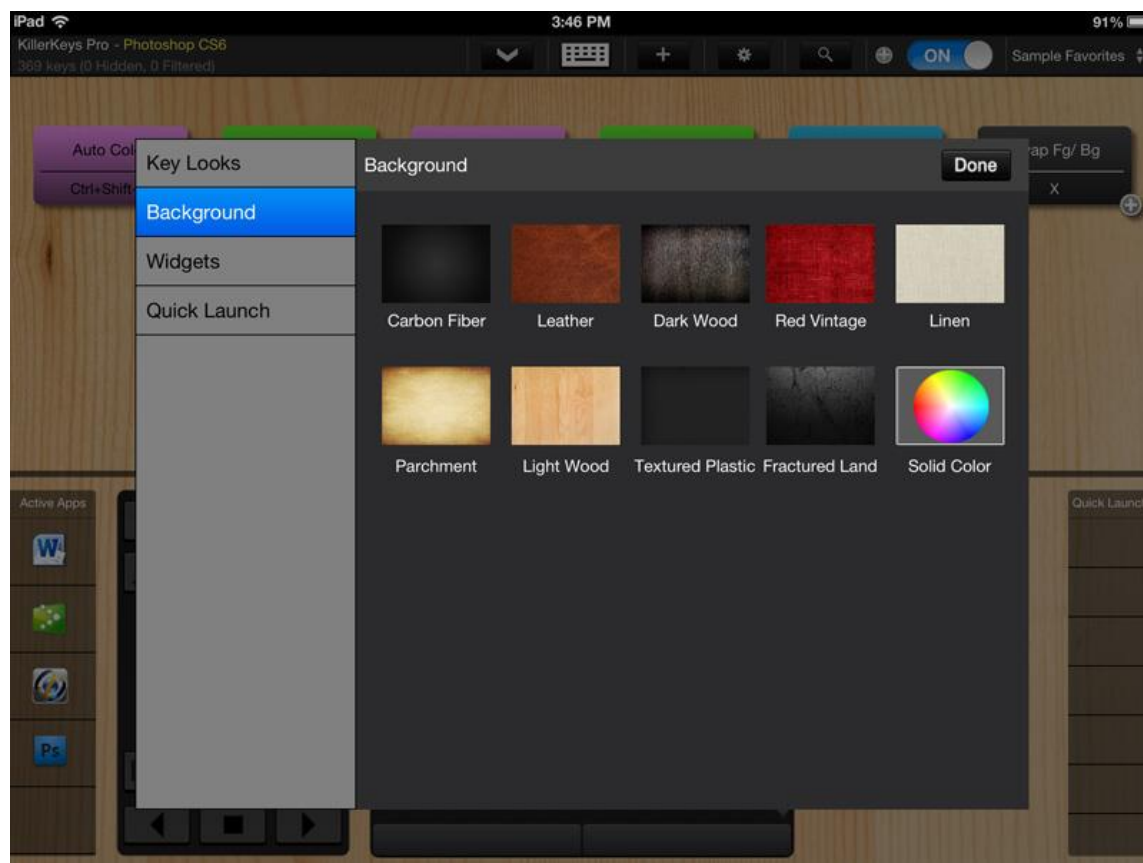 iPad 3:46 PM 91%
KillerKeys Pro - Photoshop CS6
369 keys (0 Hidden, 0 Filtered)
ON
Sample Favorites
Auto Col
Ctrl+Shift
ap Fg/ Bg
X
Key Looks
Background
Widgets
Quick Launch
Background
Done
Carbon Fiber Leather Dark Wood Red Vintage Linen
Parchment Light Wood Textured Plastic Fractured Land Solid Color
Active Apps
W
Ps
Quick Launc